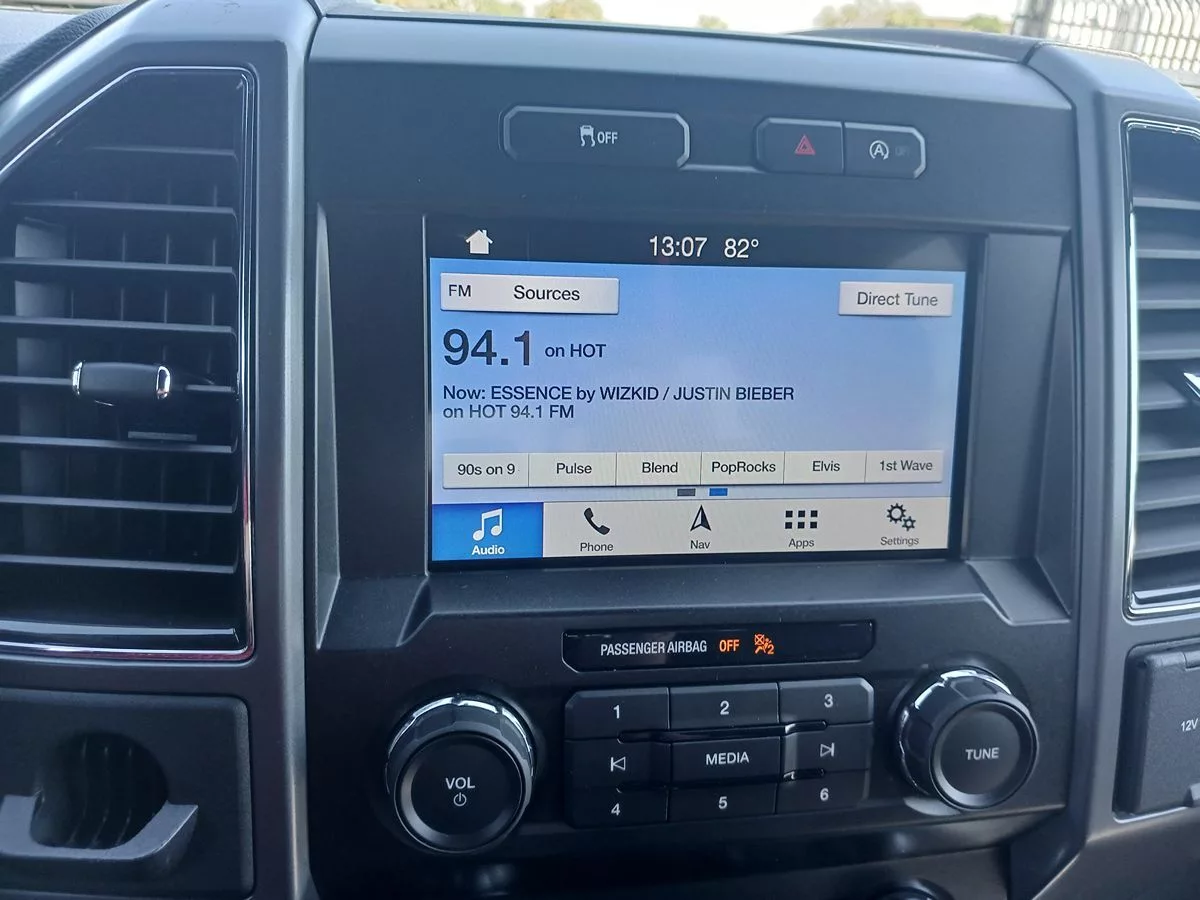 OFF
A
13:07 82°
FM Sources
Direct Tune
94.1 on HOT
Now: ESSENCE by WIZKID / JUSTIN BIEBER
on HOT 94.1 FM
90s on 9 Pulse Blend PopRocks Elvis 1st Wave
Audio Phone Nav Apps Settings
PASSENGER AIRBAG OFF 2
1 2 3
VOL MEDIA TUNE
4 5 6
12V